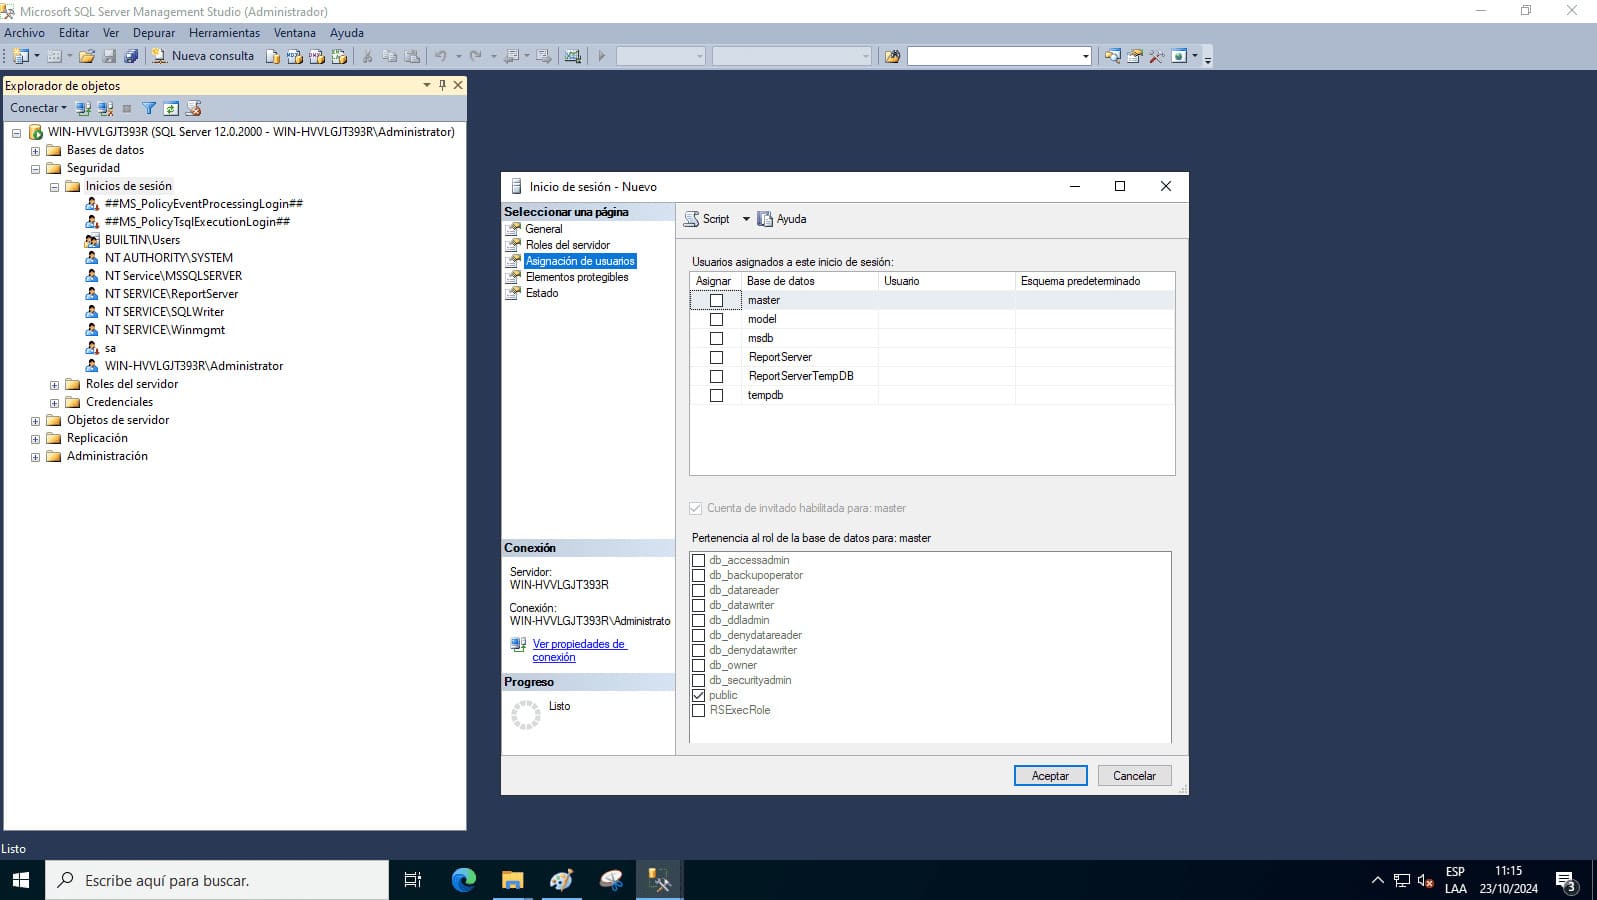 Microsoft SQL Server Management Studio (Administrador)
Archivo Editar Ver Depurar Herramientas Ventana Ayuda
Nueva consulta
Explorador de objetos
Conectar
WIN-HVVLGJT393R (SQL Server 12.0.2000 - WIN-HVVLGJT393R\Administrator)
Bases de datos
Seguridad
Inicios de sesión
##MS_PolicyEventProcessingLogin##
##MS_PolicyTsqlExecutionLogin##
BUILTIN\Users
NT AUTHORITY\SYSTEM
NT Service\MSSQLSERVER
NT SERVICE\ReportServer
NT SERVICE\SQLWriter
NT SERVICE\Winmgmt
sa
WIN-HVVLGJT393R\Administrator
Roles del servidor
Credenciales
Objetos de servidor
Replicación
Administración
Inicio de sesión - Nuevo
Seleccionar una página
General
Roles del servidor
Asignación de usuarios
Elementos protegibles
Estado
Conexión
Servidor:
WIN-HVVLGJT393R
Conexión:
WIN-HVVLGJT393R\Administrato
Ver propiedades de
conexión
Progreso
Listo
Script Ayuda
Usuarios asignados a este inicio de sesión:
Asignar Base de datos Usuario Esquema predeterminado
master
model
msdb
ReportServer
ReportServerTempDB
tempdb
Cuenta de invitado habilitada para: master
Pertenencia al rol de la base de datos para: master
db_accessadmin
db_backupoperator
db_datareader
db_datawriter
db_ddladmin
db_denydatareader
db_denydatawriter
db_owner
db_securityadmin
public
RSExecRole
Aceptar Cancelar
Listo
Escribe aquí para buscar.
ESP
LAA
11:15
23/10/2024
3